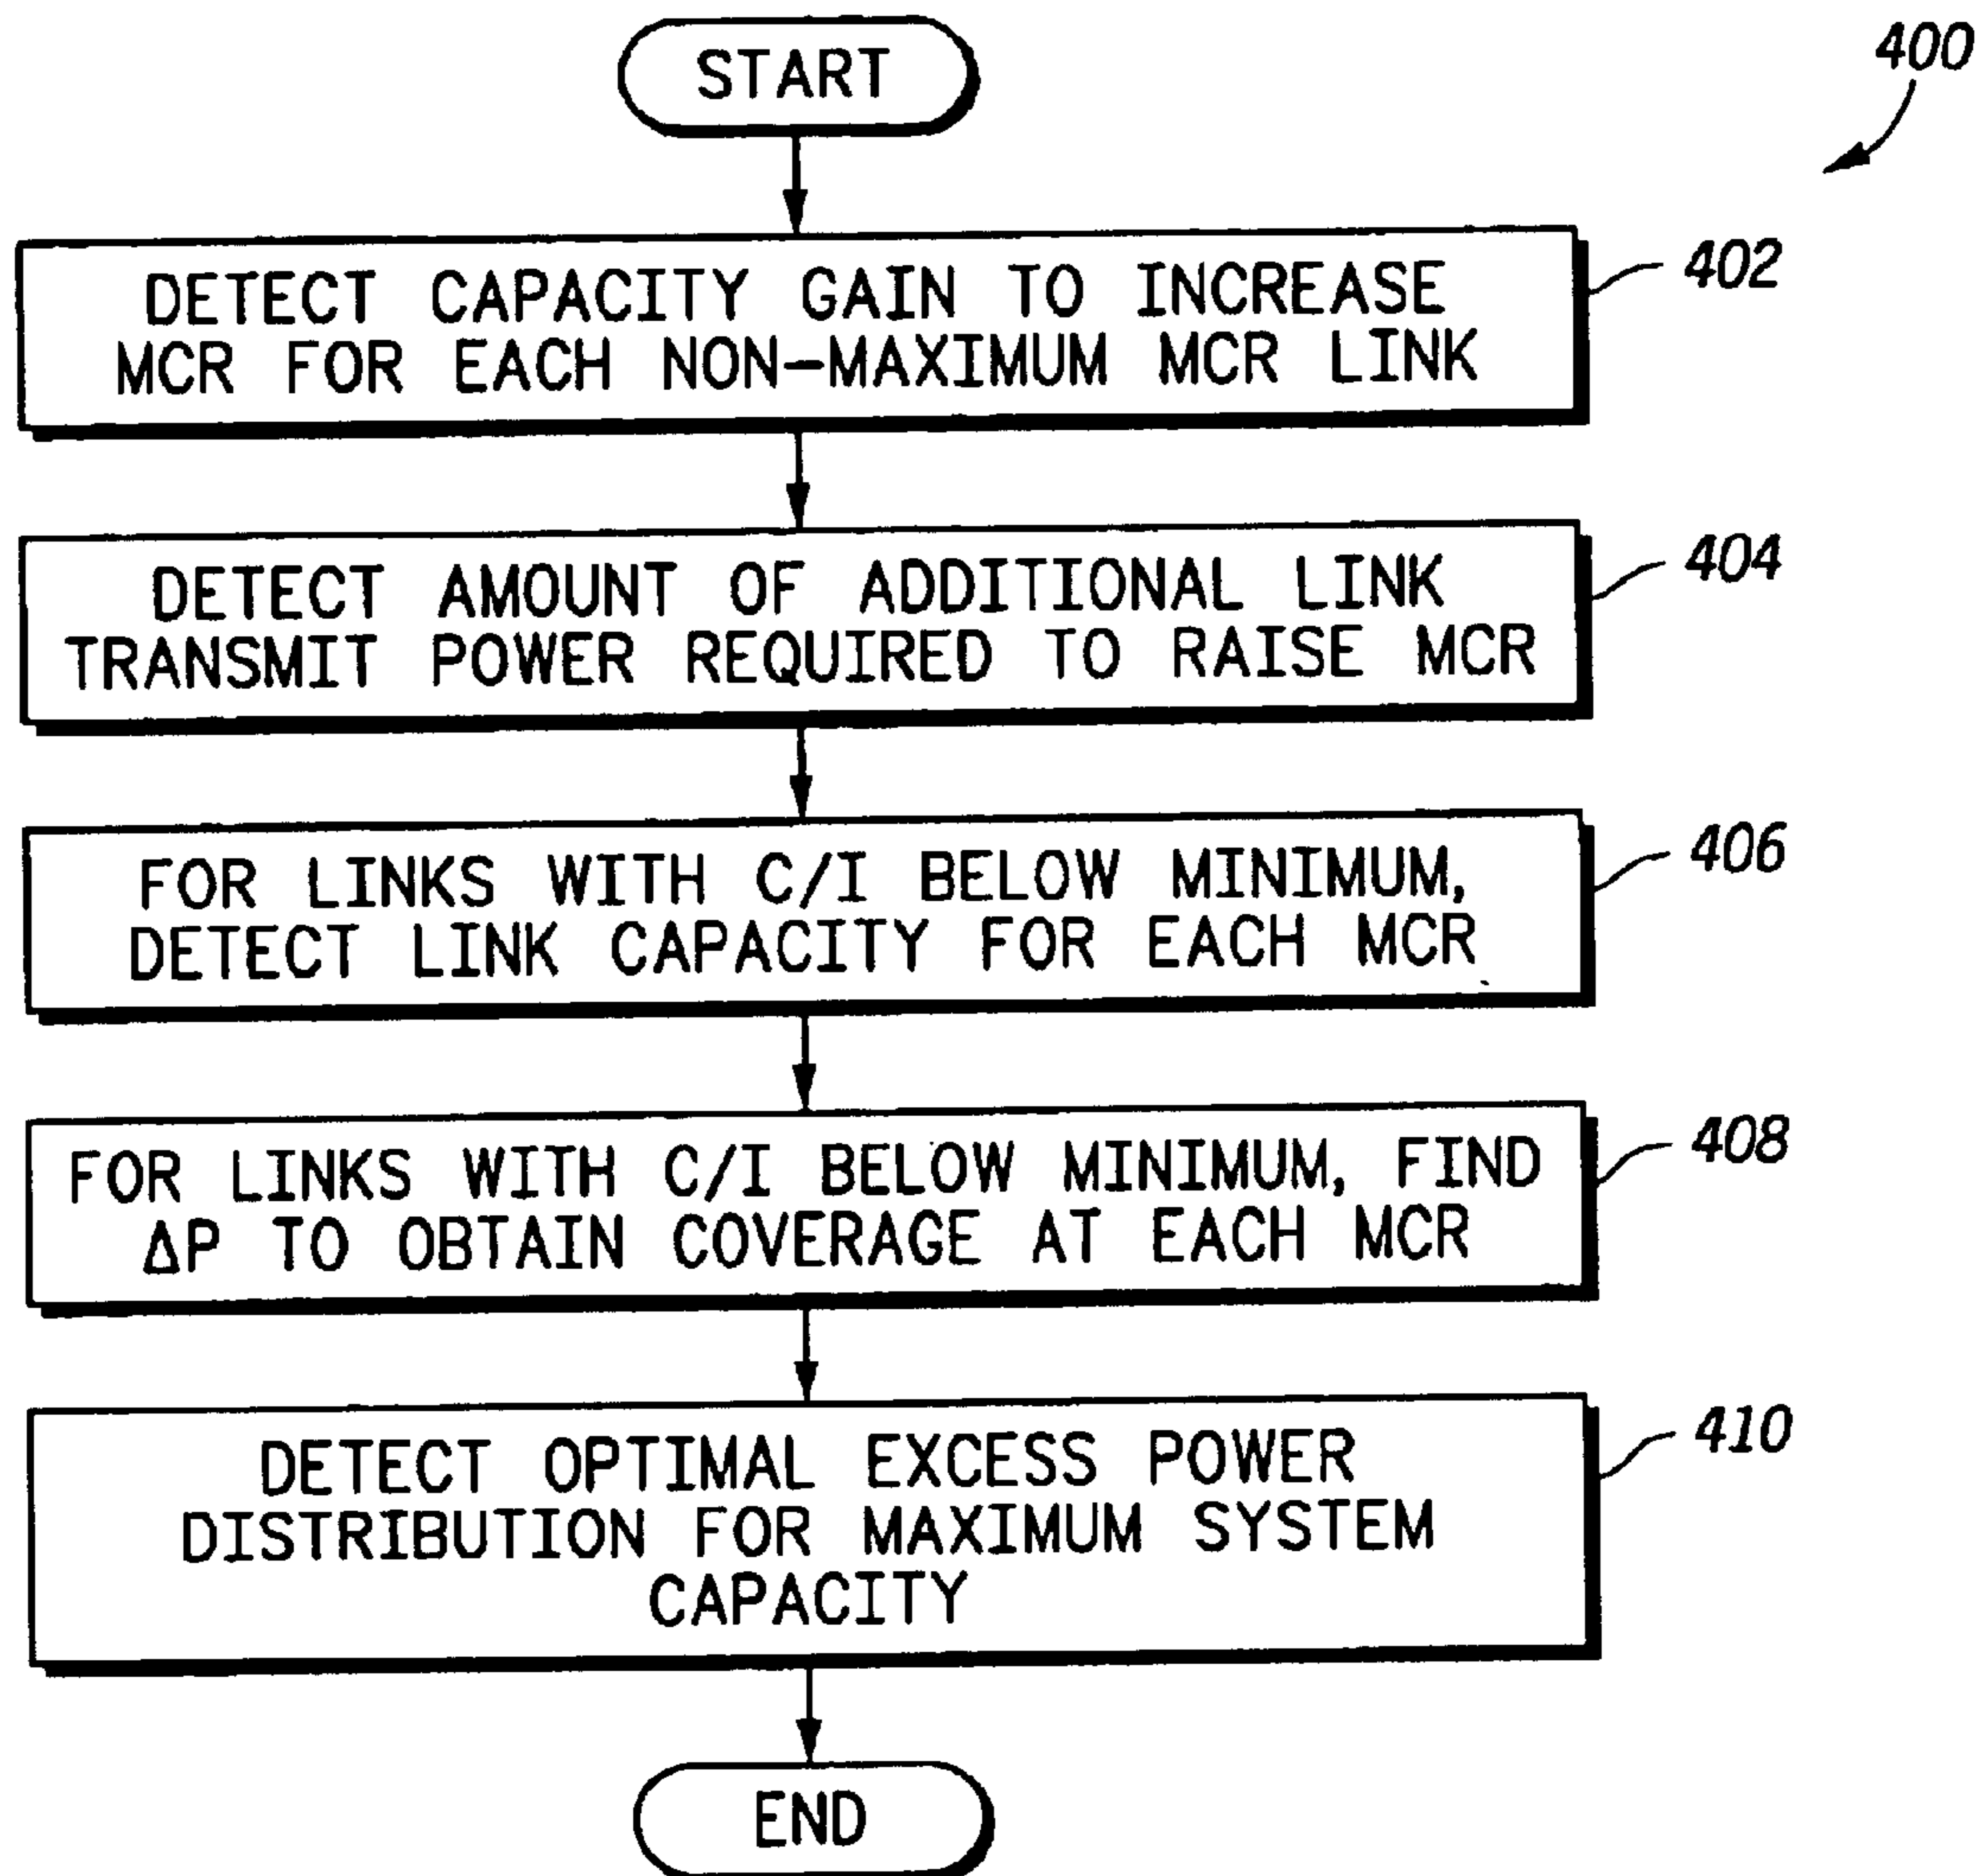 START
400
DETECT CAPACITY GAIN TO INCREASE
MCR FOR EACH NON-MAXIMUM MCR LINK
402
DETECT AMOUNT OF ADDITIONAL LINK
TRANSMIT POWER REQUIRED TO RAISE MCR
404
FOR LINKS WITH C/I BELOW MINIMUM,
DETECT LINK CAPACITY FOR EACH MCR
406
FOR LINKS WITH C/I BELOW MINIMUM, FIND
ΔP TO OBTAIN COVERAGE AT EACH MCR
408
DETECT OPTIMAL EXCESS POWER
DISTRIBUTION FOR MAXIMUM SYSTEM
CAPACITY
410
END